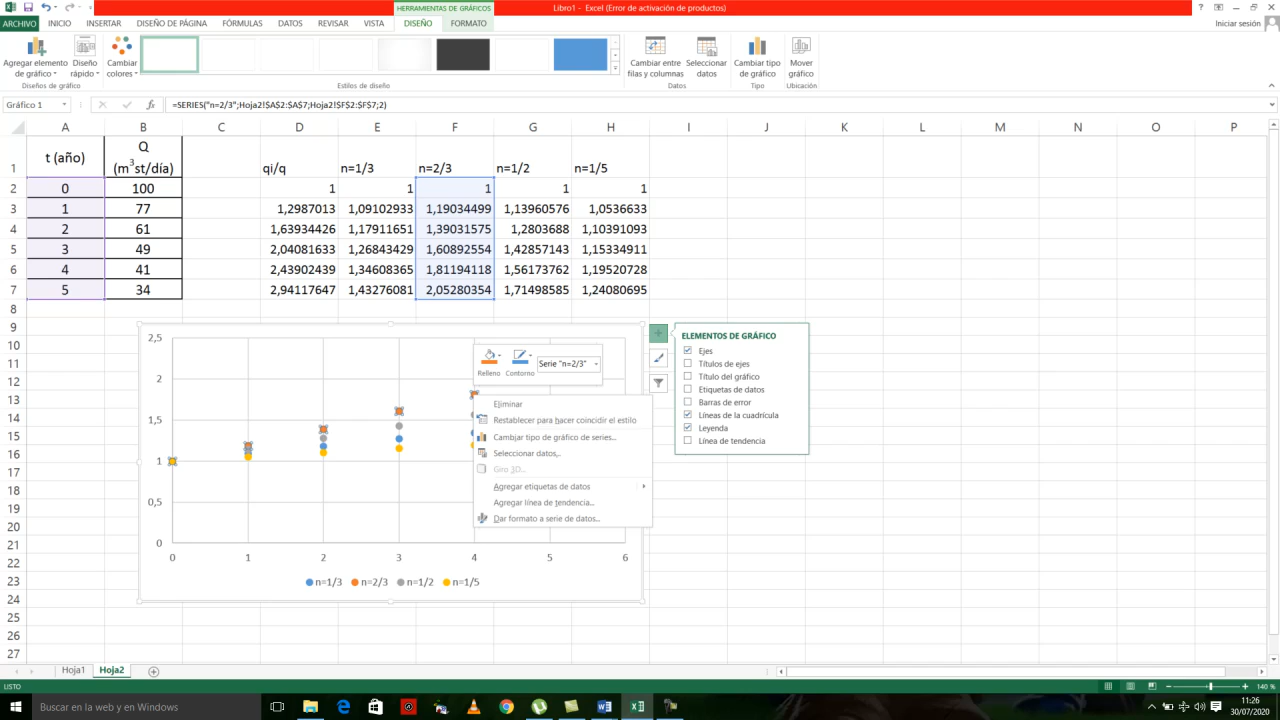 Libro1 - Excel (Error de activación de productos)
HERRAMIENTAS DE GRÁFICOS
ARCHIVO INICIO INSERTAR DISEÑO DE PÁGINA FÓRMULAS DATOS REVISAR VISTA DISEÑO FORMATO Iniciar sesión
Agregar elemento de gráfico
Diseño rápido
Cambiar colores
Cambiar entre filas y columnas
Seleccionar datos
Cambiar tipo de gráfico
Mover gráfico
Diseños de gráfico Estilos de diseño Datos Tipo Ubicación
Gráfico 1 fx =SERIES("n=2/3";Hoja2!$A$2:$A$7;Hoja2!$F$2:$F$7;2)
A B C D E F G H I J K L M N O P
1 t (año) Q (m³st/día) qi/q n=1/3 n=2/3 n=1/2 n=1/5
2 0 100 1 1 1 1 1
3 1 77 1,2987013 1,09102933 1,19034499 1,13960576 1,0536633
4 2 61 1,63934426 1,17911651 1,39031575 1,2803688 1,10391093
5 3 49 2,04081633 1,26843429 1,60892554 1,42857143 1,15334911
6 4 41 2,43902439 1,34608365 1,81194118 1,56173762 1,19520728
7 5 34 2,94117647 1,43276081 2,05280354 1,71498585 1,24080695
8
9
10
11
12
13
14
15
16
17
18
19
20
21
22
23
24
25
26
27
2,5
2
1,5
1
0,5
0
0 1 2 3 4 5 6
n=1/3 n=2/3 n=1/2 n=1/5
Relleno Contorno Serie "n=2/3"
Eliminar
Restablecer para hacer coincidir el estilo
Cambiar tipo de gráfico de series...
Seleccionar datos...
Giro 3D...
Agregar etiquetas de datos
Agregar línea de tendencia...
Dar formato a serie de datos...
ELEMENTOS DE GRÁFICO
Ejes
Títulos de ejes
Título del gráfico
Etiquetas de datos
Barras de error
Líneas de la cuadrícula
Leyenda
Línea de tendencia
Hoja1 Hoja2
LISTO 140 %
Buscar en la web y en Windows
11:26
30/07/2020